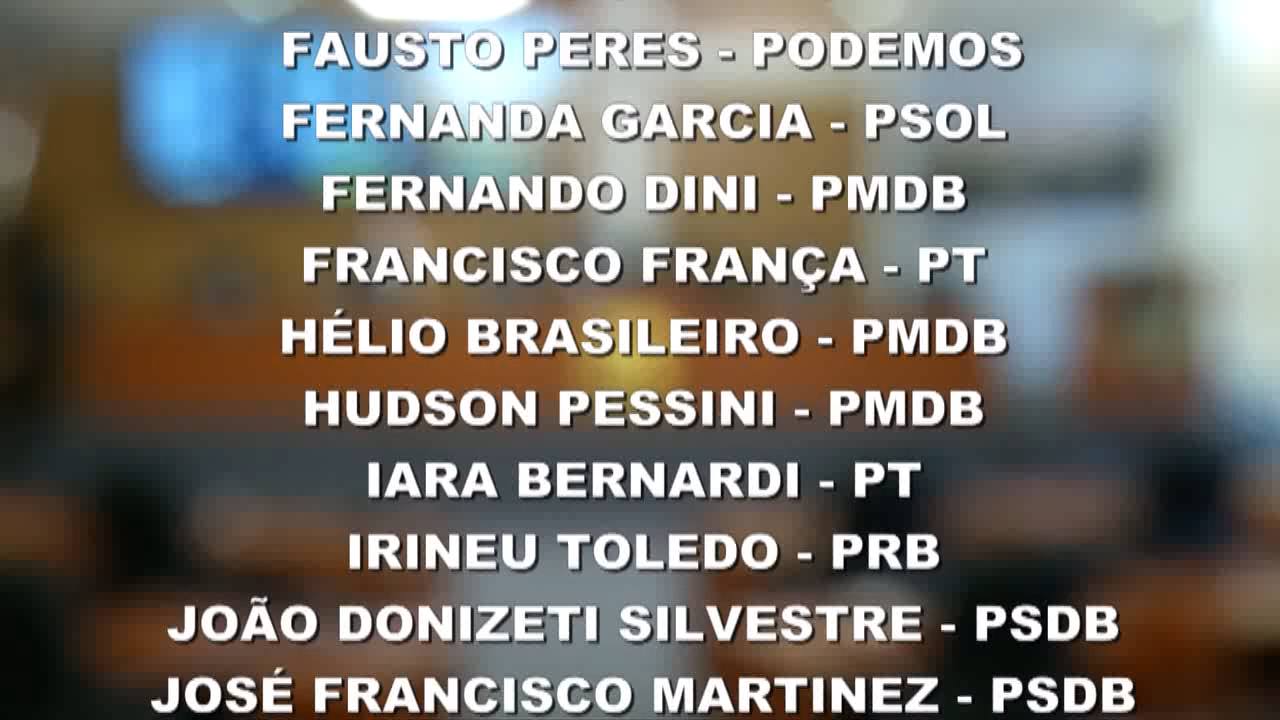 FAUSTO PERES - PODEMOS
FERNANDA GARCIA - PSOL
FERNANDO DINI - PMDB
FRANCISCO FRANÇA - PT
HÉLIO BRASILEIRO - PMDB
HUDSON PESSINI - PMDB
IARA BERNARDI - PT
IRINEU TOLEDO - PRB
JOÃO DONIZETI SILVESTRE - PSDB
JOSÉ FRANCISCO MARTINEZ - PSDB